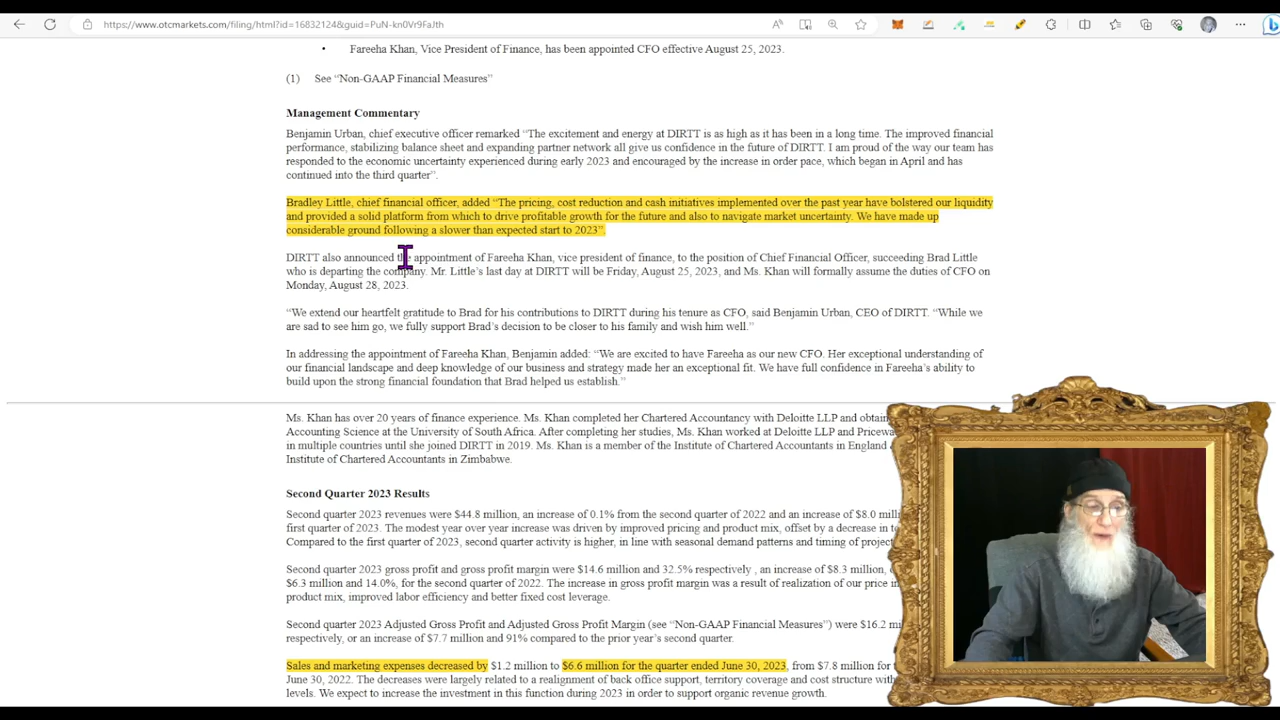 https://www.otcmarkets.com/filing/html?id=16832124&guid=PuN-kn0Vr9FaJth
• Fareeha Khan, Vice President of Finance, has been appointed CFO effective August 25, 2023.
(1) See “Non-GAAP Financial Measures”
Management Commentary
Benjamin Urban, chief executive officer remarked “The excitement and energy at DIRTT is as high as it has been in a long time. The improved financial
performance, stabilizing balance sheet and expanding partner network all give us confidence in the future of DIRTT. I am proud of the way our team has
responded to the economic uncertainty experienced during early 2023 and encouraged by the increase in order pace, which began in April and has
continued into the third quarter”.
Bradley Little, chief financial officer, added “The pricing, cost reduction and cash initiatives implemented over the past year have bolstered our liquidity
and provided a solid platform from which to drive profitable growth for the future and also to navigate market uncertainty. We have made up
considerable ground following a slower than expected start to 2023”.
DIRTT also announced the appointment of Fareeha Khan, vice president of finance, to the position of Chief Financial Officer, succeeding Brad Little
who is departing the company. Mr. Little’s last day at DIRTT will be Friday, August 25, 2023, and Ms. Khan will formally assume the duties of CFO on
Monday, August 28, 2023.
“We extend our heartfelt gratitude to Brad for his contributions to DIRTT during his tenure as CFO, said Benjamin Urban, CEO of DIRTT. “While we
are sad to see him go, we fully support Brad’s decision to be closer to his family and wish him well.”
In addressing the appointment of Fareeha Khan, Benjamin added: “We are excited to have Fareeha as our new CFO. Her exceptional understanding of
our financial landscape and deep knowledge of our business and strategy made her an exceptional fit. We have full confidence in Fareeha’s ability to
build upon the strong financial foundation that Brad helped us establish.”
Ms. Khan has over 20 years of finance experience. Ms. Khan completed her Chartered Accountancy with Deloitte LLP and obtain
Accounting Science at the University of South Africa. After completing her studies, Ms. Khan worked at Deloitte LLP and Pricewa
in multiple countries until she joined DIRTT in 2019. Ms. Khan is a member of the Institute of Chartered Accountants in England
Institute of Chartered Accountants in Zimbabwe.
Second Quarter 2023 Results
Second quarter 2023 revenues were $44.8 million, an increase of 0.1% from the second quarter of 2022 and an increase of $8.0 milli
first quarter of 2023. The modest year over year increase was driven by improved pricing and product mix, offset by a decrease in to
Compared to the first quarter of 2023, second quarter activity is higher, in line with seasonal demand patterns and timing of project
Second quarter 2023 gross profit and gross profit margin were $14.6 million and 32.5% respectively , an increase of $8.3 million,
$6.3 million and 14.0%, for the second quarter of 2022. The increase in gross profit margin was a result of realization of our price in
product mix, improved labor efficiency and better fixed cost leverage.
Second quarter 2023 Adjusted Gross Profit and Adjusted Gross Profit Margin (see “Non-GAAP Financial Measures”) were $16.2 mi
respectively, or an increase of $7.7 million and 91% compared to the prior year’s second quarter.
Sales and marketing expenses decreased by $1.2 million to $6.6 million for the quarter ended June 30, 2023, from $7.8 million for
June 30, 2022. The decreases were largely related to a realignment of back office support, territory coverage and cost structure with
levels. We expect to increase the investment in this function during 2023 in order to support organic revenue growth.